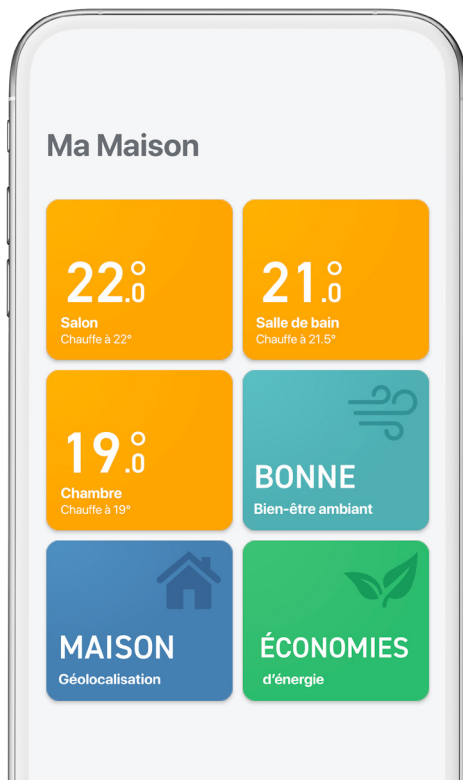 Ma Maison
22.0°
Salon
Chauffe à 22°
21.0°
Salle de bain
Chauffe à 21.5°
19.0°
Chambre
Chauffe à 19°
BONNE
Bien-être ambiant
MAISON
Géolocalisation
ÉCONOMIES
d'énergie